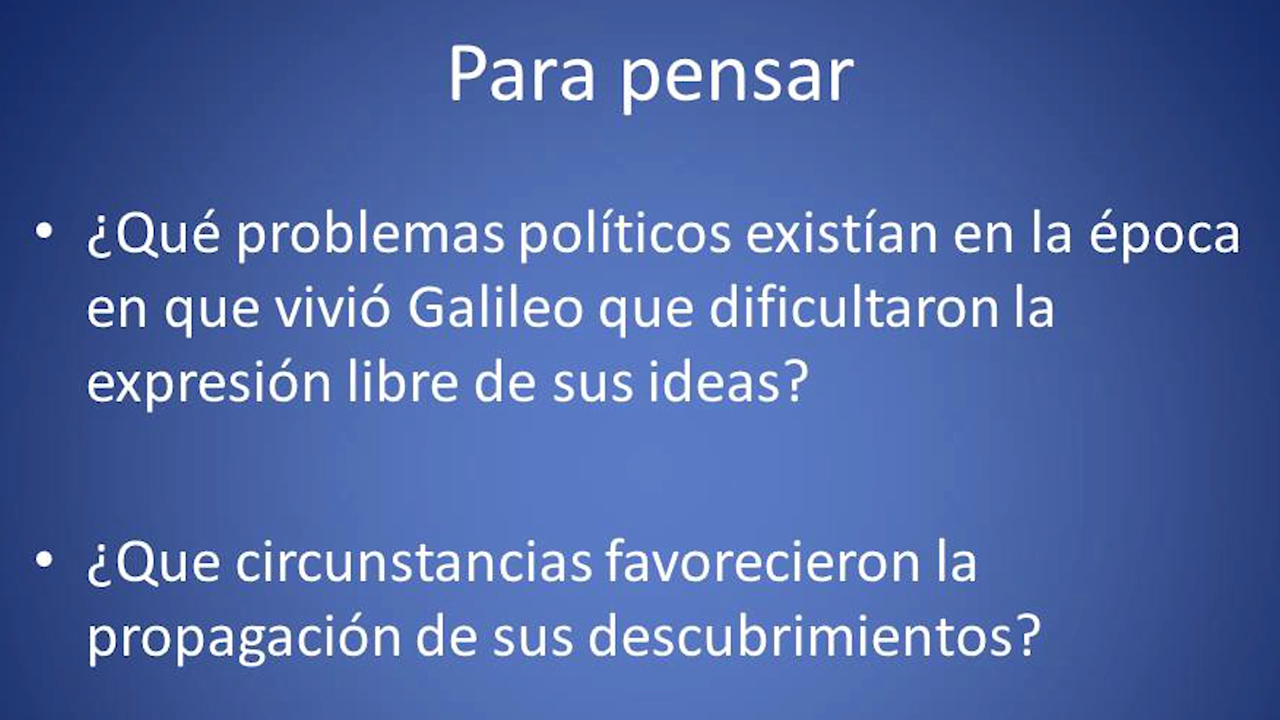 Para pensar
• ¿Qué problemas políticos existían en la época
en que vivió Galileo que dificultaron la
expresión libre de sus ideas?
• ¿Que circunstancias favorecieron la
propagación de sus descubrimientos?